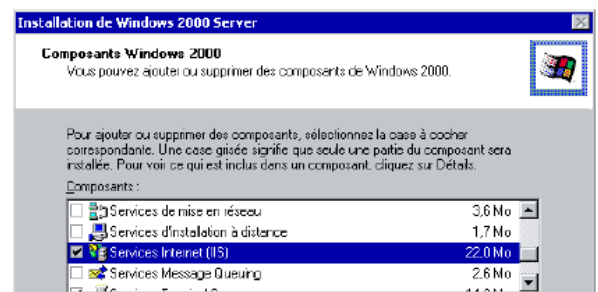 Installation de Windows 2000 Server
Composants Windows 2000
Vous pouvez ajouter ou supprimer des composants de Windows 2000.
Pour ajouter ou supprimer des composants, sélectionnez la case à cocher
correspondante. Une case grisée signifie que seule une partie du composant sera
installée. Pour voir ce qui est inclus dans un composant, cliquez sur Détails.
Composants :
Services de mise en réseau 3,6 Mo
Services d'installation à distance 1,7 Mo
Services Internet (IIS) 22,0 Mo
Services Message Queuing 2,6 Mo